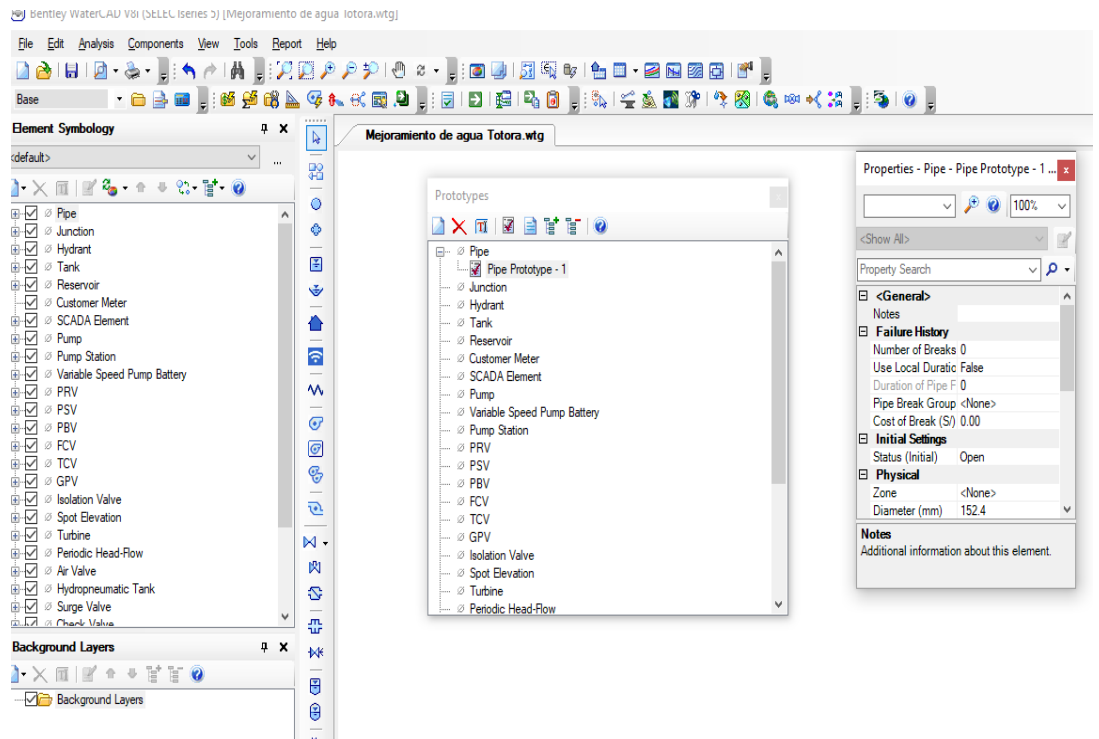 Bentley WaterCAD V8i (SELECTseries 5) [Mejoramiento de agua Totora.wtg]
File Edit Analysis Components View Tools Report Help
Base
Element Symbology
<default>
...
Pipe
Junction
Hydrant
Tank
Reservoir
Customer Meter
SCADA Element
Pump
Pump Station
Variable Speed Pump Battery
PRV
PSV
PBV
FCV
TCV
GPV
Isolation Valve
Spot Elevation
Turbine
Periodic Head-Flow
Air Valve
Hydropneumatic Tank
Surge Valve
Check Valve
Background Layers
Background Layers
Mejoramiento de agua Totora.wtg
Prototypes
Pipe
Pipe Prototype - 1
Junction
Hydrant
Tank
Reservoir
Customer Meter
SCADA Element
Pump
Variable Speed Pump Battery
Pump Station
PRV
PSV
PBV
FCV
TCV
GPV
Isolation Valve
Spot Elevation
Turbine
Periodic Head-Flow
Properties - Pipe - Pipe Prototype - 1 ...
100%
<Show All>
Property Search
<General>
Notes
Failure History
Number of Breaks 0
Use Local Duratic False
Duration of Pipe F 0
Pipe Break Group <None>
Cost of Break (S/) 0.00
Initial Settings
Status (Initial) Open
Physical
Zone <None>
Diameter (mm) 152.4
Notes
Additional information about this element.